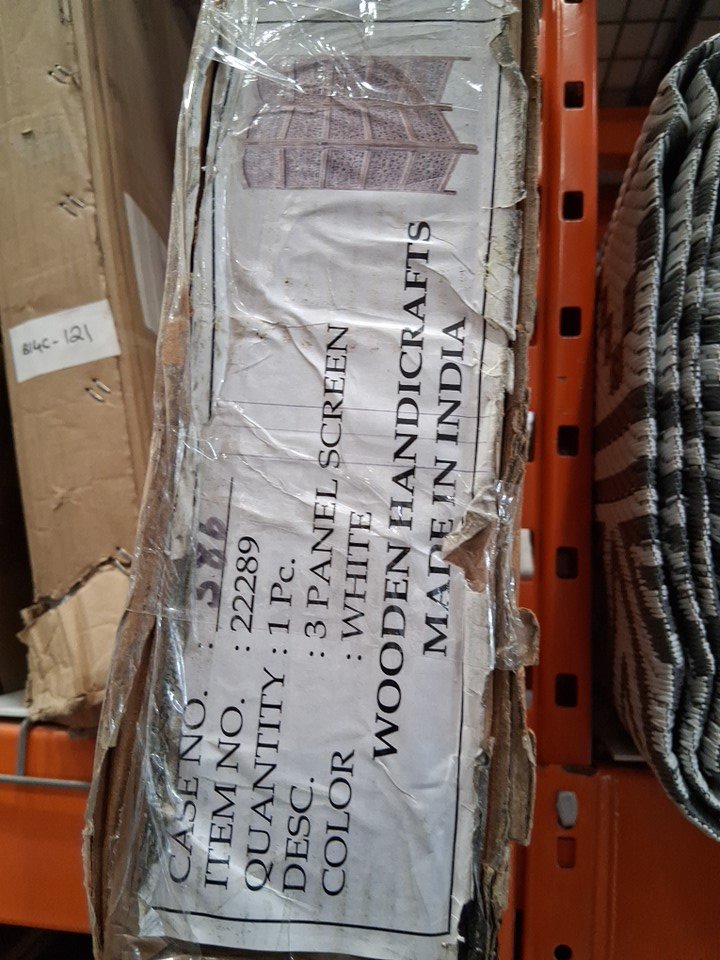 B14C-121
CASE NO. : 586
ITEM NO. : 22289
QUANTITY : 1 Pc.
DESC. : 3 PANEL SCREEN
COLOR : WHITE
WOODEN HANDICRAFTS
MADE IN INDIA